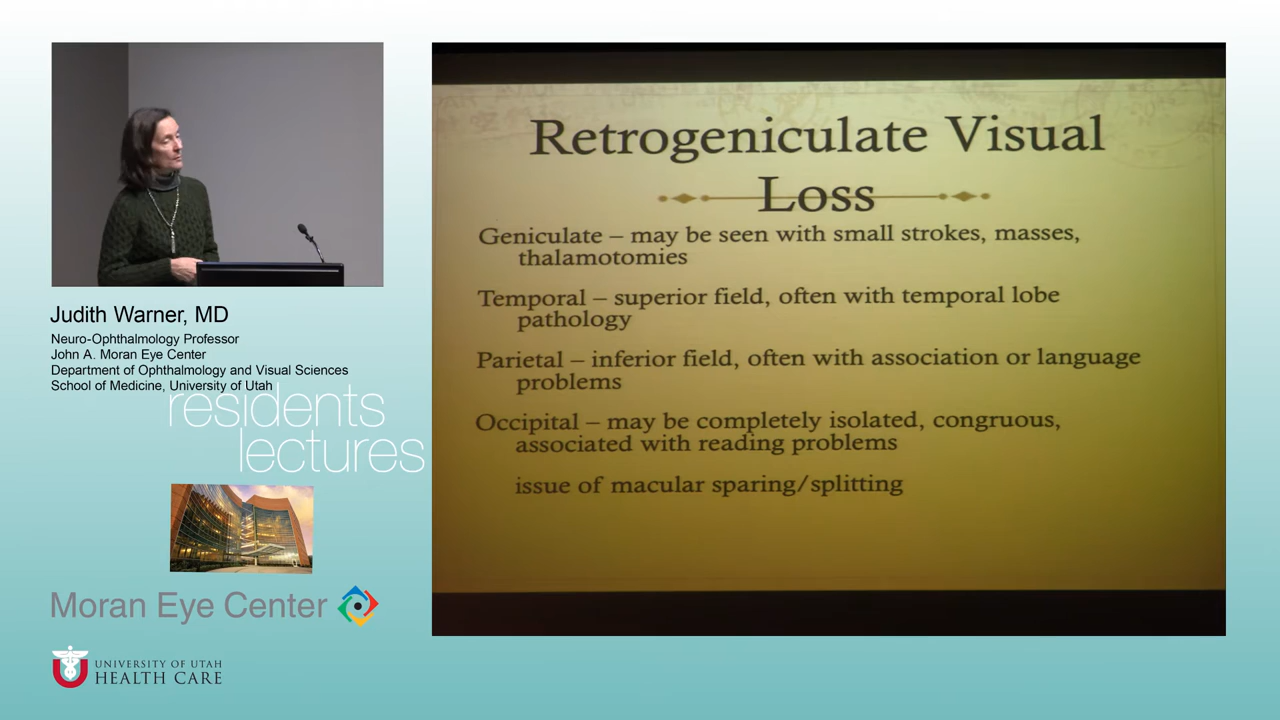 Retrogeniculate Visual
Loss
Geniculate – may be seen with small strokes, masses,
thalamotomies
Temporal – superior field, often with temporal lobe
pathology
Parietal – inferior field, often with association or language
problems
Occipital – may be completely isolated, congruous,
associated with reading problems
issue of macular sparing/splitting
Judith Warner, MD
Neuro-Ophthalmology Professor
John A. Moran Eye Center
Department of Ophthalmology and Visual Sciences
School of Medicine, University of Utah
residents
lectures
Moran Eye Center
UNIVERSITY OF UTAH
HEALTH CARE